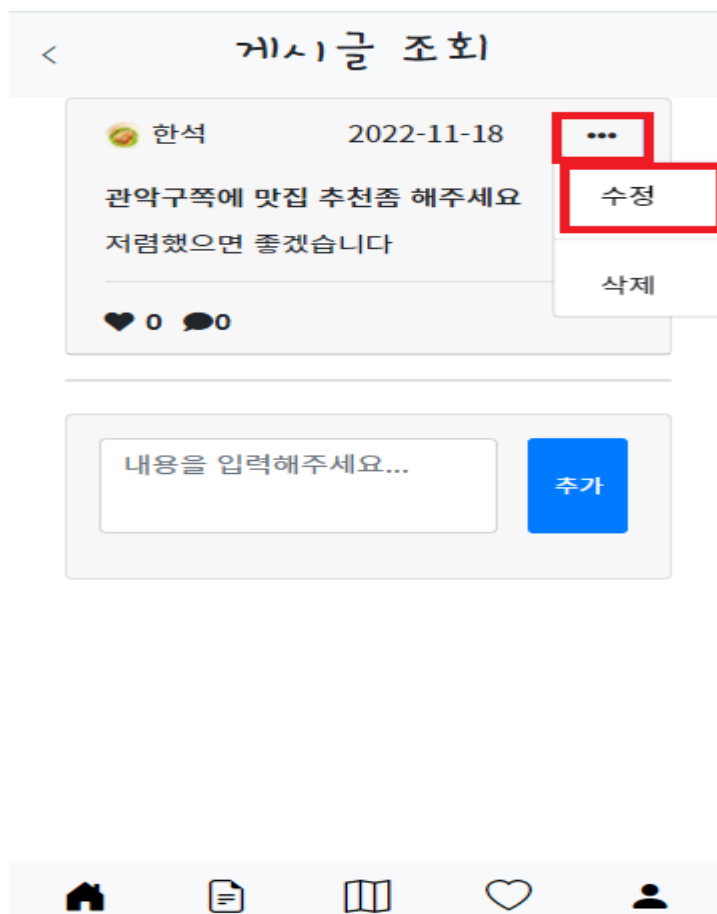 < 게시글 조회
한석 2022-11-18 •••
관악구쪽에 맛집 추천좀 해주세요
수정
저렴했으면 좋겠습니다
삭제
0 0
내용을 입력해주세요...
추가